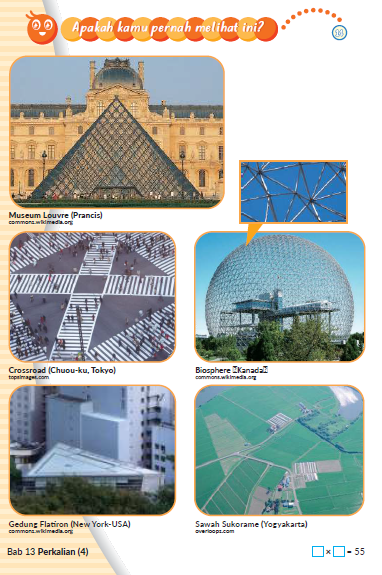 Apakah kamu pernah melihat ini?
Museum Louvre (Prancis)
commons.wikimedia.org
Crossroad (Chuou-ku, Tokyo)
topsimages.com
Biosphere Kanada
commons.wikimedia.org
Gedung Flatiron (New York-USA)
commons.wikimedia.org
Sawah Sukorame (Yogyakarta)
overloops.com
Bab 13 Perkalian (4)
□ × □ = 55